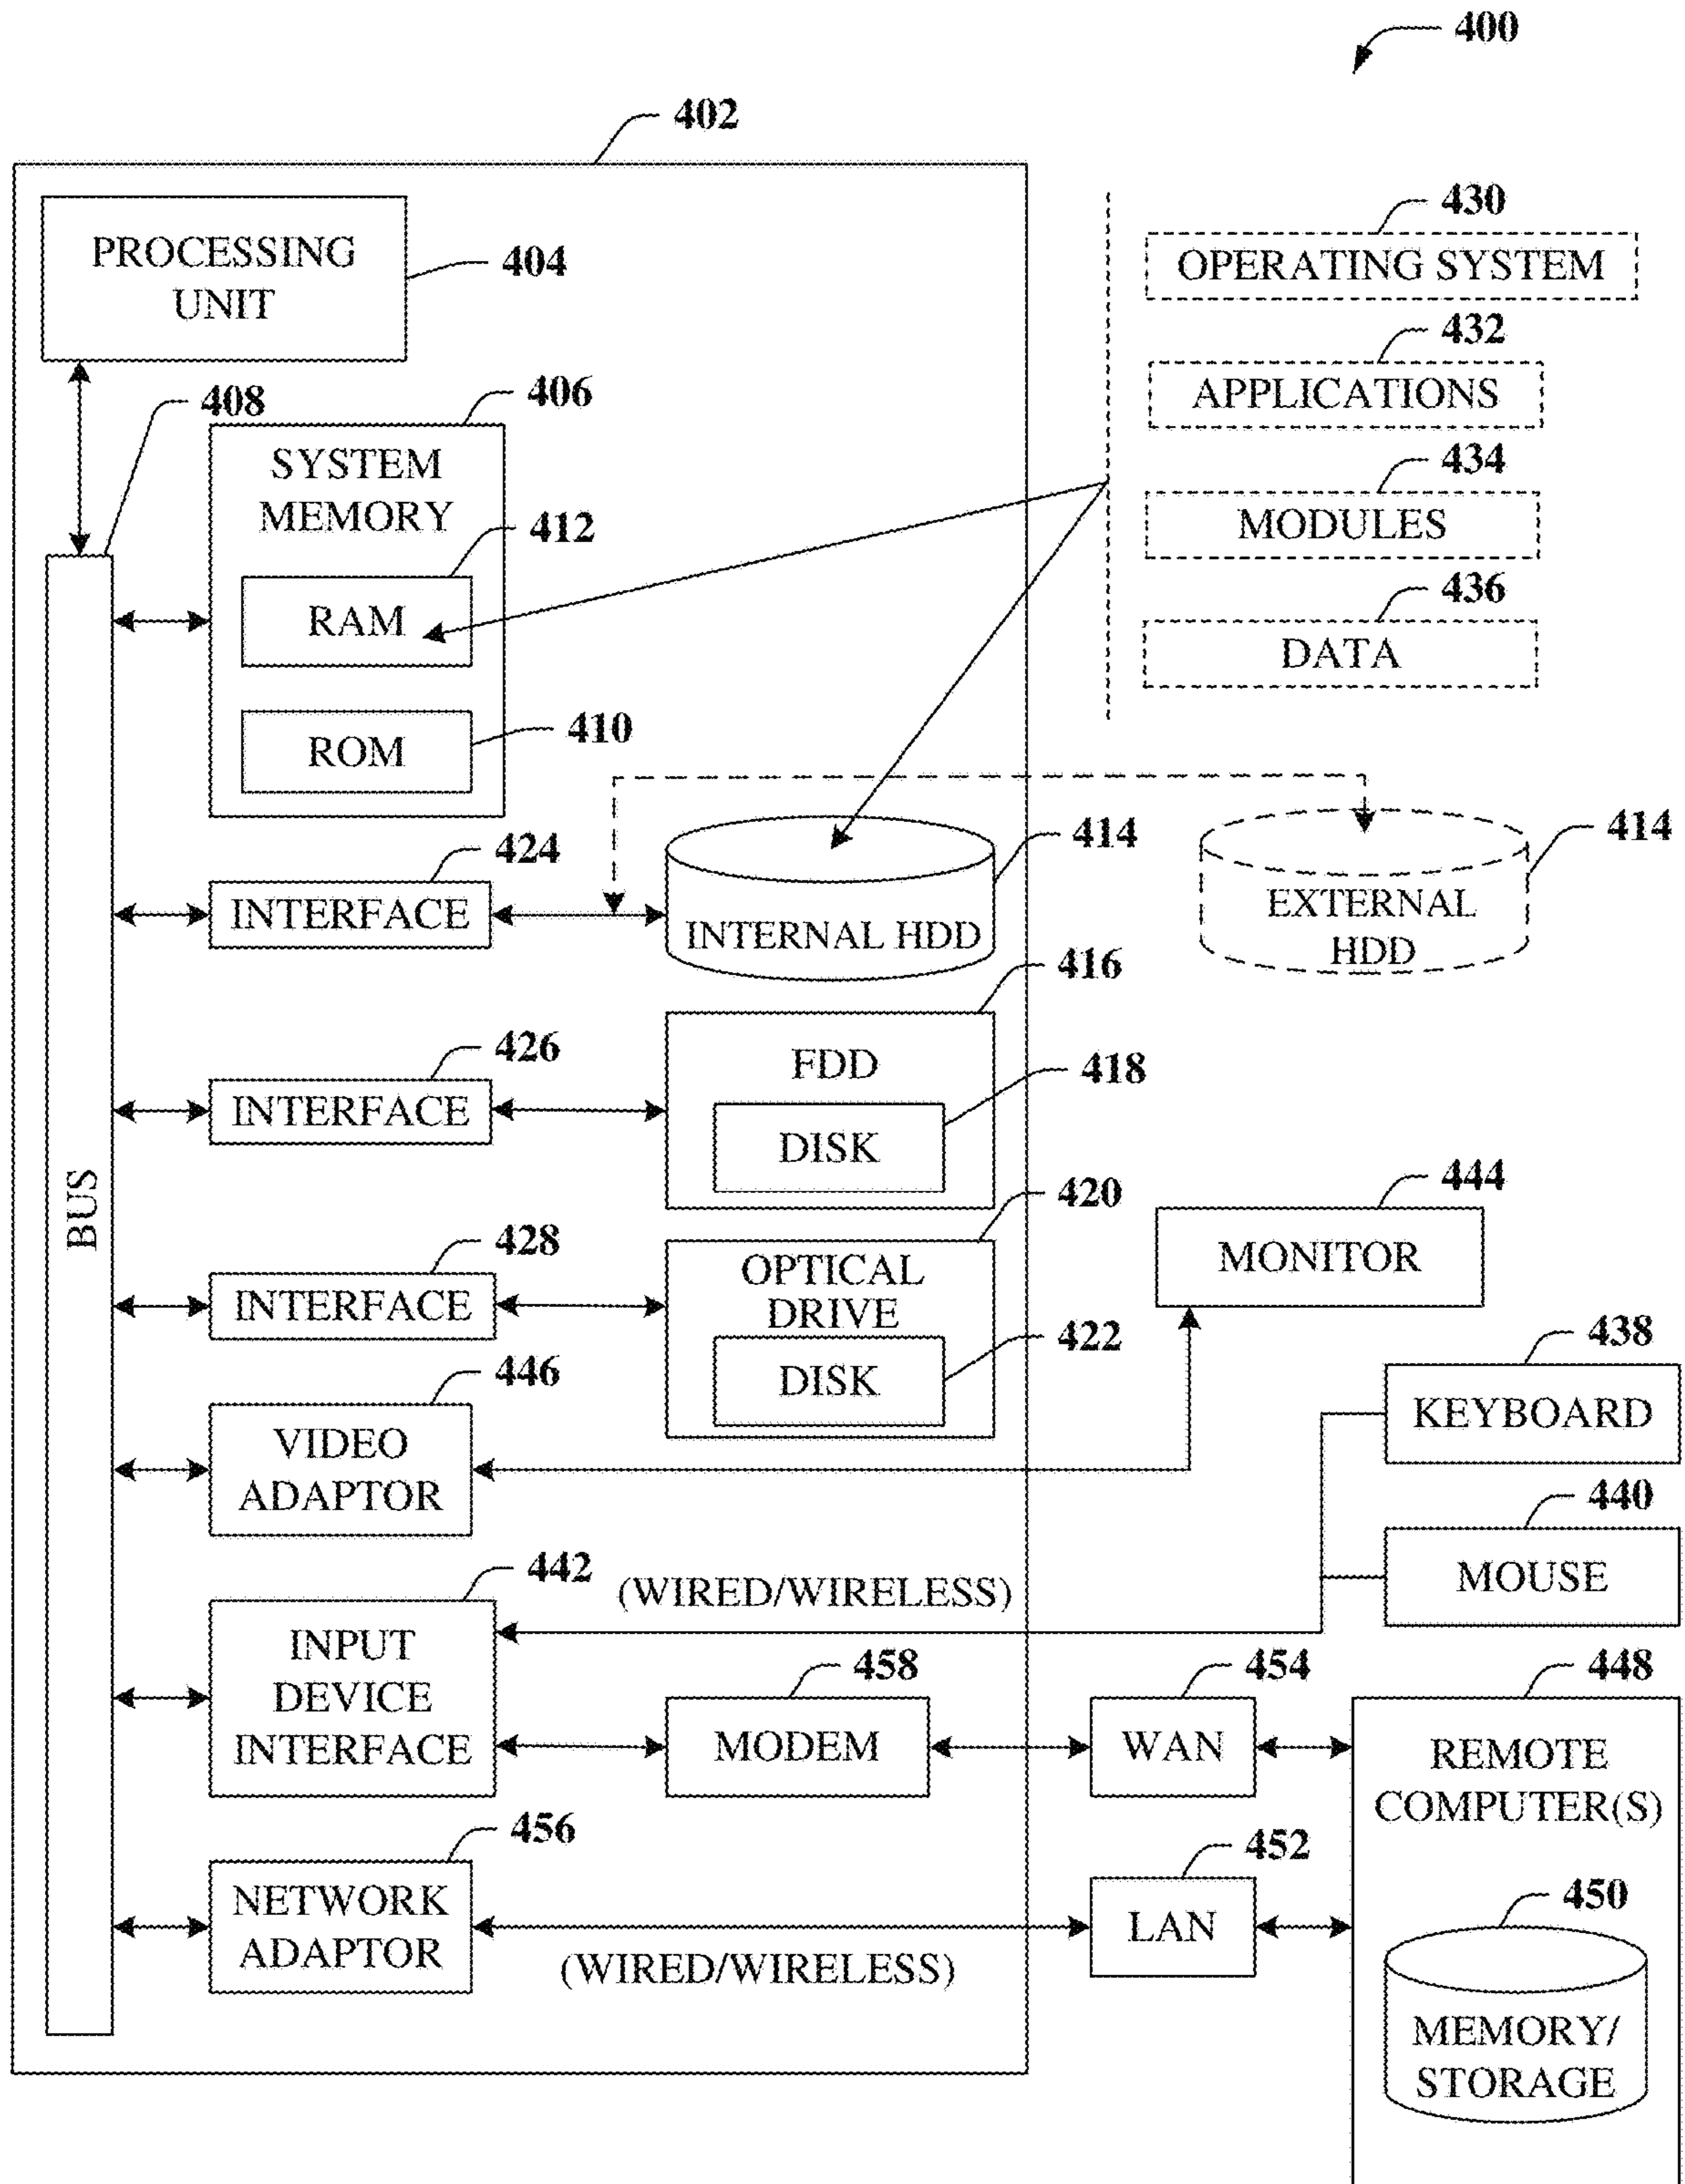 400
402
PROCESSING
UNIT
404
430
OPERATING SYSTEM
432
APPLICATIONS
434
MODULES
436
DATA
408
406
SYSTEM
MEMORY
412
RAM
410
ROM
BUS
424
INTERFACE
414
INTERNAL HDD
414
EXTERNAL
HDD
426
INTERFACE
416
FDD
418
DISK
428
INTERFACE
420
OPTICAL
DRIVE
422
DISK
444
MONITOR
446
VIDEO
ADAPTOR
438
KEYBOARD
440
MOUSE
442
(WIRED/WIRELESS)
INPUT
DEVICE
INTERFACE
458
MODEM
454
WAN
448
REMOTE
COMPUTER(S)
456
NETWORK
ADAPTOR
(WIRED/WIRELESS)
452
LAN
450
MEMORY/
STORAGE